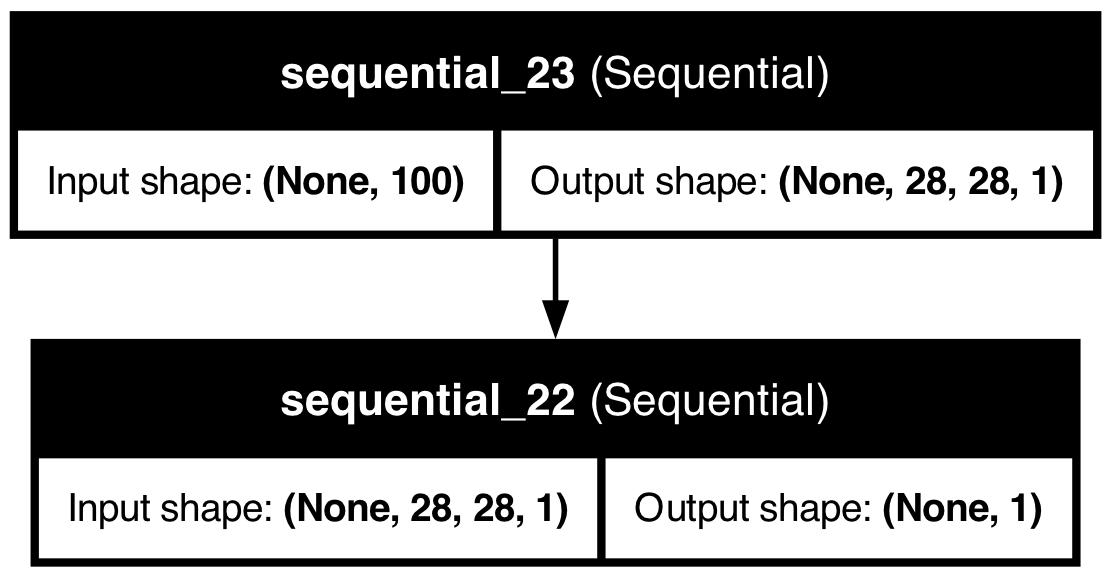 sequential_23 (Sequential)
Input shape: (None, 100)
Output shape: (None, 28, 28, 1)
sequential_22 (Sequential)
Input shape: (None, 28, 28, 1)
Output shape: (None, 1)